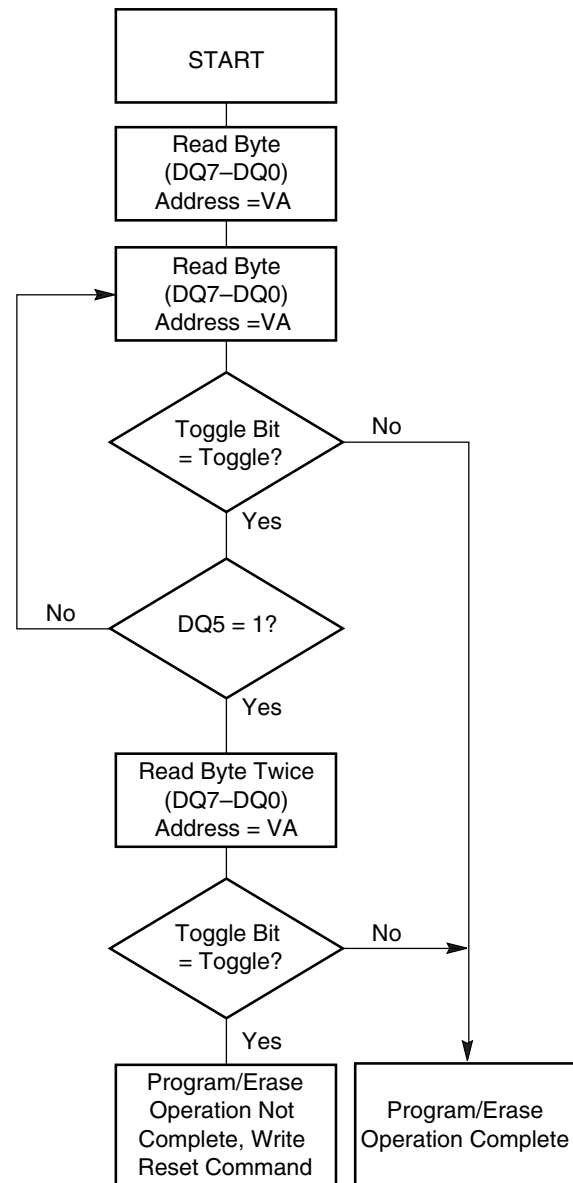 START
Read Byte
(DQ7–DQ0)
Address =VA
Read Byte
(DQ7–DQ0)
Address =VA
Toggle Bit
= Toggle?
No
Yes
No
DQ5 = 1?
Yes
Read Byte Twice
(DQ7–DQ0)
Address = VA
Toggle Bit
= Toggle?
No
Yes
Program/Erase
Operation Not
Complete, Write
Reset Command
Program/Erase
Operation Complete